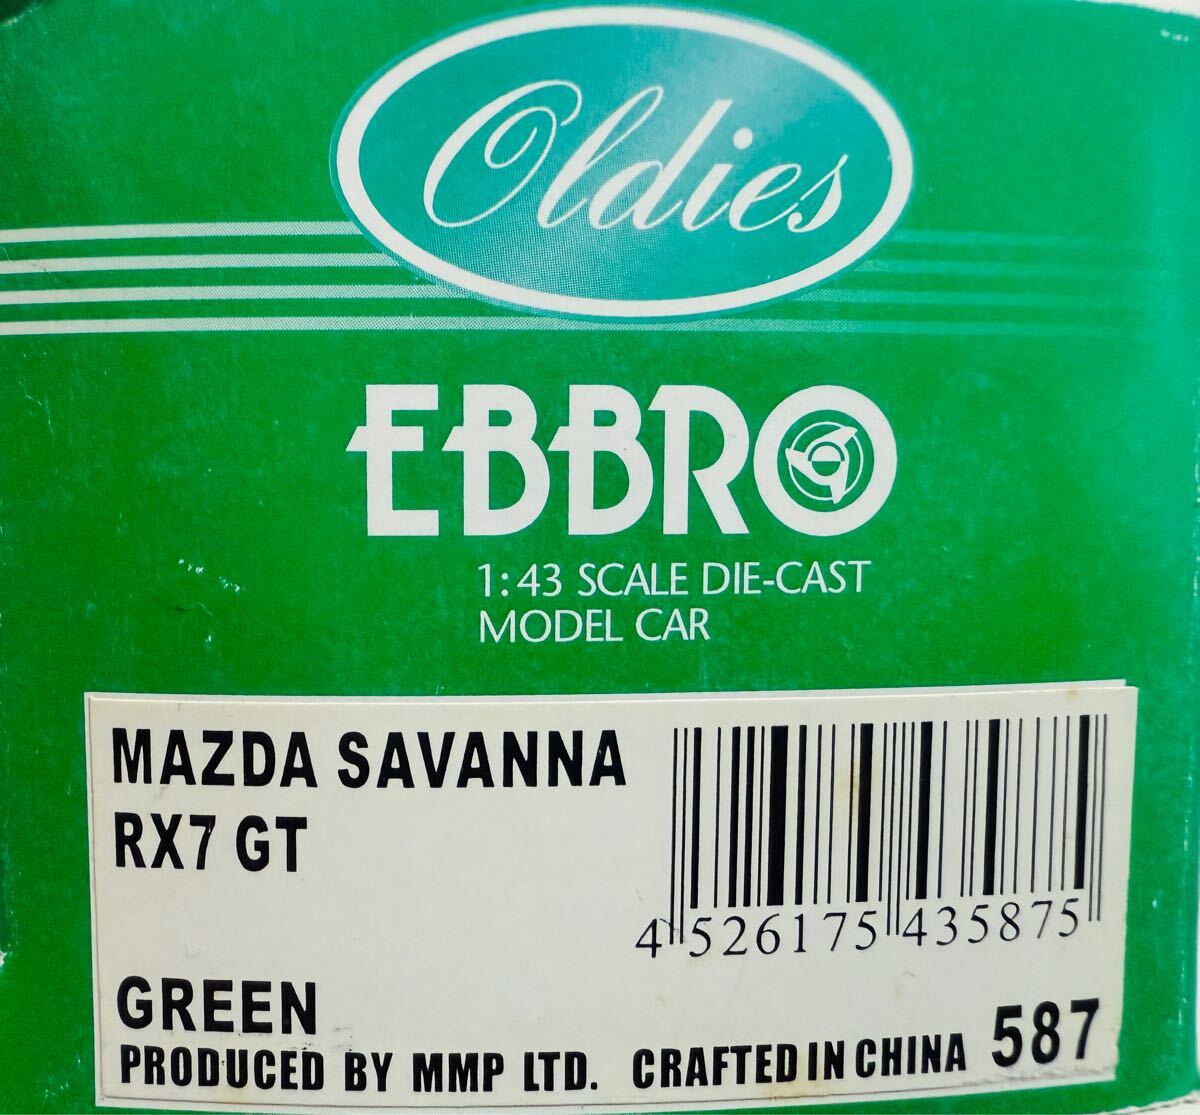 Oldies
EBBRO
1:43 SCALE DIE-CAST
MODEL CAR
MAZDA SAVANNA
RX7 GT
4 526175 435875
GREEN
PRODUCED BY MMP LTD. CRAFTED IN CHINA 587